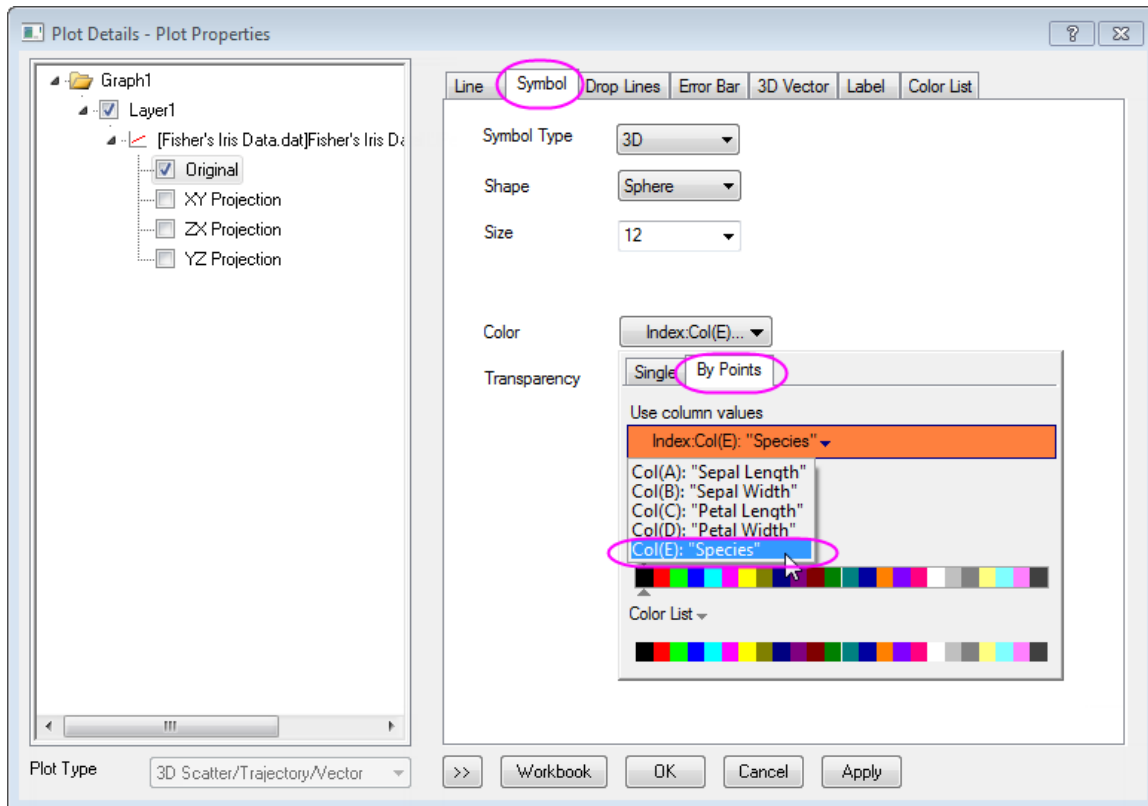 Plot Details - Plot Properties
Graph1
Layer1
[Fisher's Iris Data.dat]Fisher's Iris Da
Original
XY Projection
ZX Projection
YZ Projection
Line Symbol Drop Lines Error Bar 3D Vector Label Color List
Symbol Type 3D
Shape Sphere
Size 12
Color Index:Col(E)...
Transparency
Single By Points
Use column values
Index:Col(E): "Species"
Col(A): "Sepal Length"
Col(B): "Sepal Width"
Col(C): "Petal Length"
Col(D): "Petal Width"
Col(E): "Species"
Color List
Plot Type 3D Scatter/Trajectory/Vector >> Workbook OK Cancel Apply